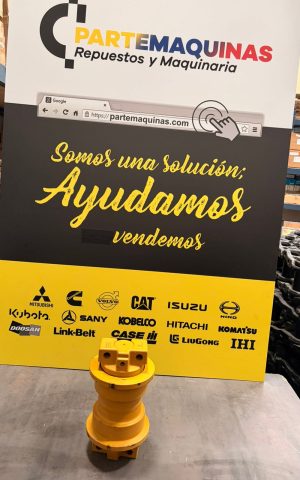 PARTEMAQUINAS
Repuestos y Maquinaria
Google
https://partemaquinas.com
Somos una solución;
Ayudamos
vendemos
MITSUBISHI Cummins VOLVO CAT ISUZU HINO
Kubota SANY KOBELCO HITACHI KOMATSU
DOOSAN Link-Belt CASE LiuGong IHI